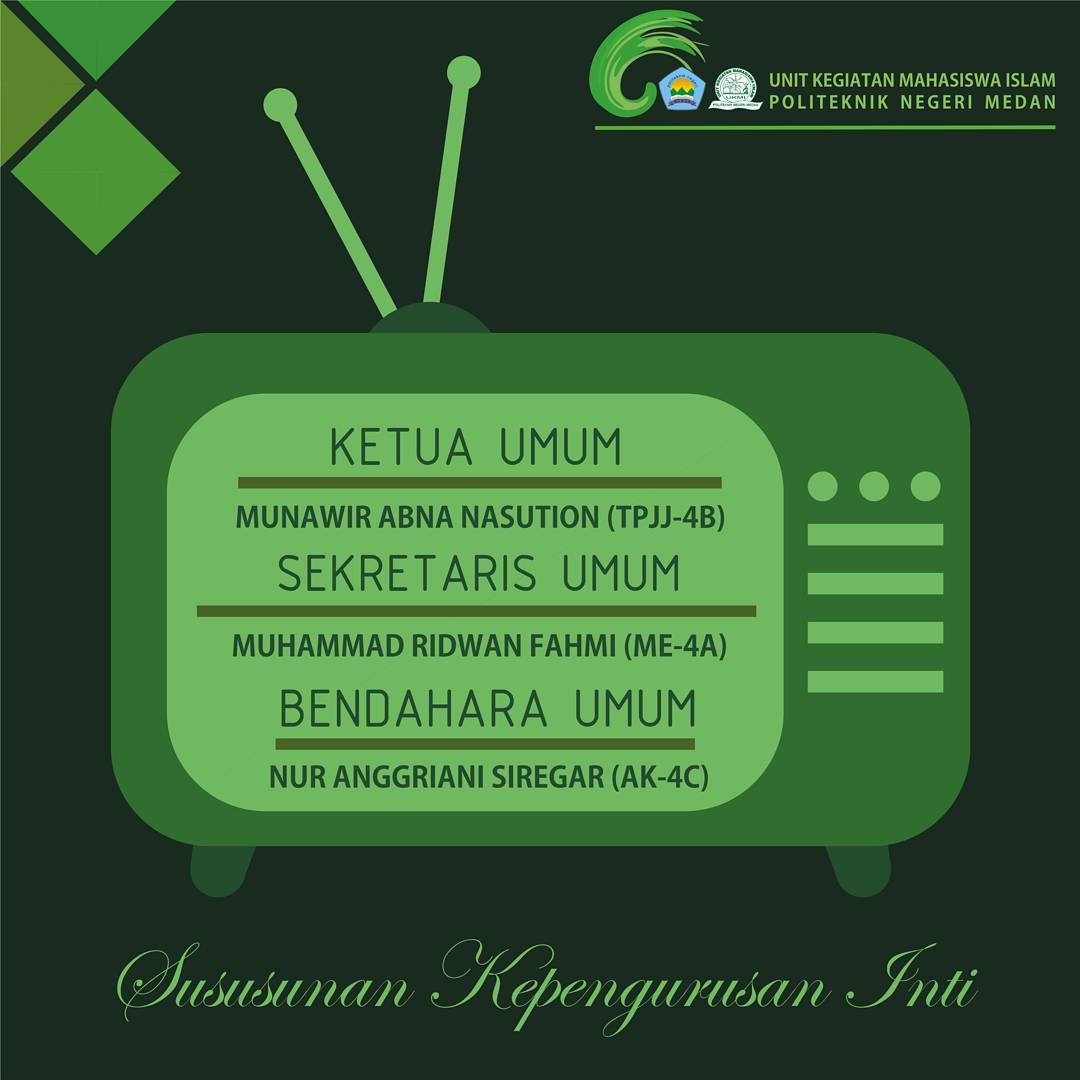 UNIT KEGIATAN MAHASISWA ISLAM
POLITEKNIK NEGERI MEDAN
KETUA UMUM
MUNAWIR ABNA NASUTION (TPJJ-4B)
SEKRETARIS UMUM
MUHAMMAD RIDWAN FAHMI (ME-4A)
BENDAHARA UMUM
NUR ANGGRIANI SIREGAR (AK-4C)
Sususunan Kepengurusan Inti